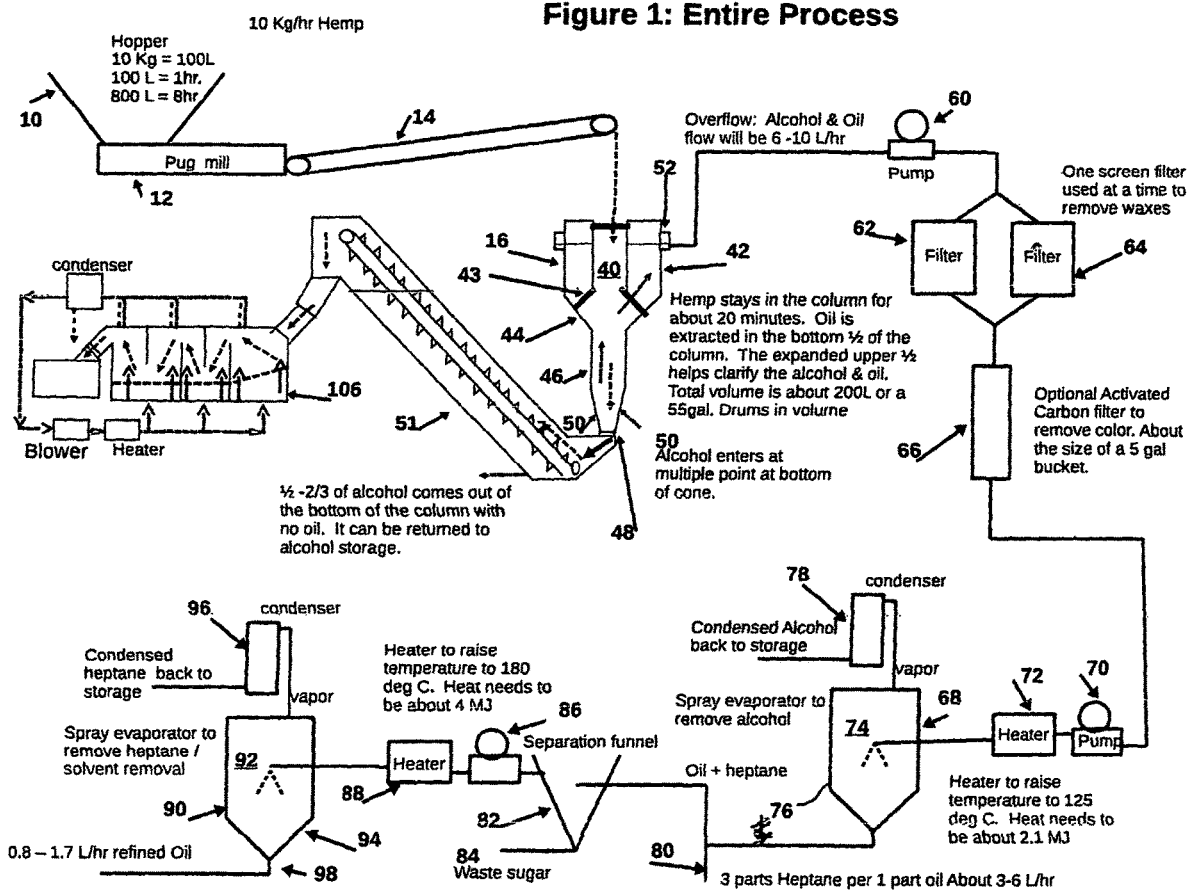 Figure 1: Entire Process
10 Kg/hr Hemp
Hopper
10 Kg = 100L
100 L = 1hr.
800 L = 8hr
10
Pug mill
12
14
Overflow: Alcohol & Oil
flow will be 6 -10 L/hr
60
Pump
One screen filter
used at a time to
remove waxes
62
Filter
Filter
64
52
16
40
42
43
44
46
50
50
48
Hemp stays in the column for
about 20 minutes. Oil is
extracted in the bottom ½ of the
column. The expanded upper ½
helps clarify the alcohol & oil.
Total volume is about 200L or a
55gal. Drums in volume
Alcohol enters at
multiple point at bottom
of cone.
condenser
106
Blower
Heater
51
½ -2/3 of alcohol comes out of
the bottom of the column with
no oil. It can be returned to
alcohol storage.
66
Optional Activated
Carbon filter to
remove color. About
the size of a 5 gal
bucket.
78
condenser
Condensed Alcohol
back to storage
vapor
Spray evaporator to
remove alcohol
68
74
76
72
Heater
70
Pump
Heater to raise
temperature to 125
deg C. Heat needs to
be about 2.1 MJ
96
condenser
Condensed
heptane back to
storage
vapor
Spray evaporator to
remove heptane /
solvent removal
92
90
94
98
0.8 – 1.7 L/hr refined Oil
Heater to raise
temperature to 180
deg C. Heat needs to
be about 4 MJ
Heater
88
86
Separation funnel
82
84
Waste sugar
Oil + heptane
80
3 parts Heptane per 1 part oil About 3-6 L/hr